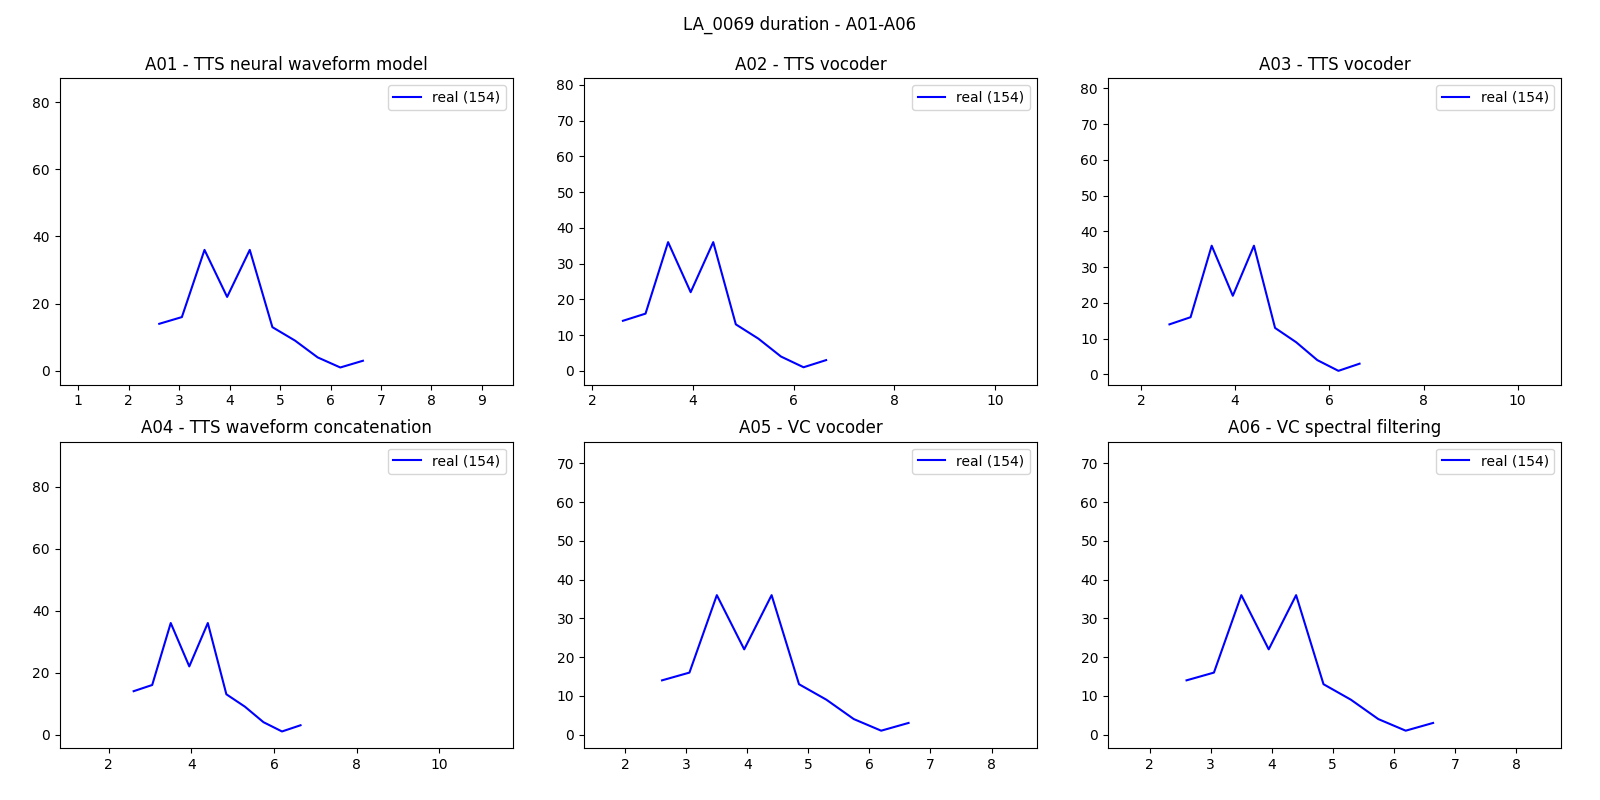 LA_0069 duration - A01-A06
A01 - TTS neural waveform model
real (154)
80
60
40
20
0
1 2 3 4 5 6 7 8 9
A02 - TTS vocoder
real (154)
80
70
60
50
40
30
20
10
0
2 4 6 8 10
A03 - TTS vocoder
real (154)
80
70
60
50
40
30
20
10
0
2 4 6 8 10
A04 - TTS waveform concatenation
real (154)
80
60
40
20
0
2 4 6 8 10
A05 - VC vocoder
real (154)
70
60
50
40
30
20
10
0
2 3 4 5 6 7 8
A06 - VC spectral filtering
real (154)
70
60
50
40
30
20
10
0
2 3 4 5 6 7 8